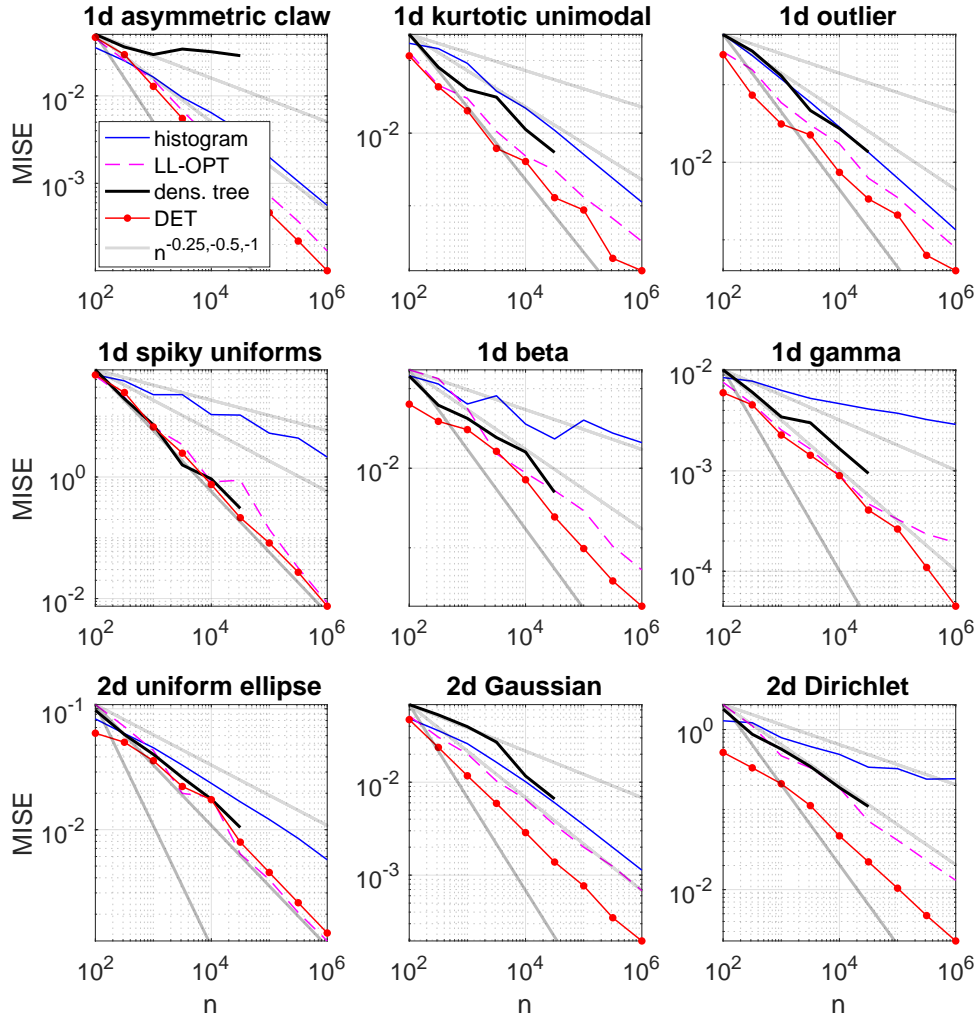 1d asymmetric claw
1d kurtotic unimodal
1d outlier
MISE
10^-2
10^-3
histogram
LL-OPT
dens. tree
DET
n^-0.25,-0.5,-1
10^2
10^4
10^6
n
10^-2
10^2
10^4
10^6
10^-2
10^2
10^4
10^6
1d spiky uniforms
1d beta
1d gamma
MISE
10^0
10^-2
10^2
10^4
10^6
10^-2
10^2
10^4
10^6
10^-2
10^-3
10^-4
10^2
10^4
10^6
2d uniform ellipse
2d Gaussian
2d Dirichlet
MISE
10^-1
10^-2
10^2
10^4
10^6
n
10^-2
10^-3
10^2
10^4
10^6
n
10^0
10^-2
10^2
10^4
10^6
n